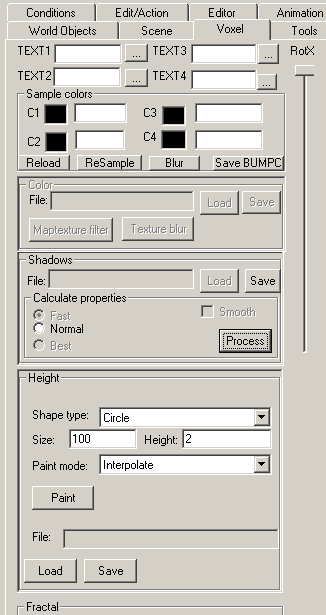 Conditions Edit/Action Editor Animation
World Objects Scene Voxel Tools
TEXT1 ... TEXT3 ... RotX
TEXT2 ... TEXT4 ...
Sample colors
C1 C3
C2 C4
Reload ReSample Blur Save BUMPC
Color
File: Load Save
Maptexture filter Texture blur
Shadows
File: Load Save
Calculate properties
Fast Smooth
Normal
Best Process
Height
Shape type: Circle
Size: 100 Height: 2
Paint mode: Interpolate
Paint
File:
Load Save
Fractal